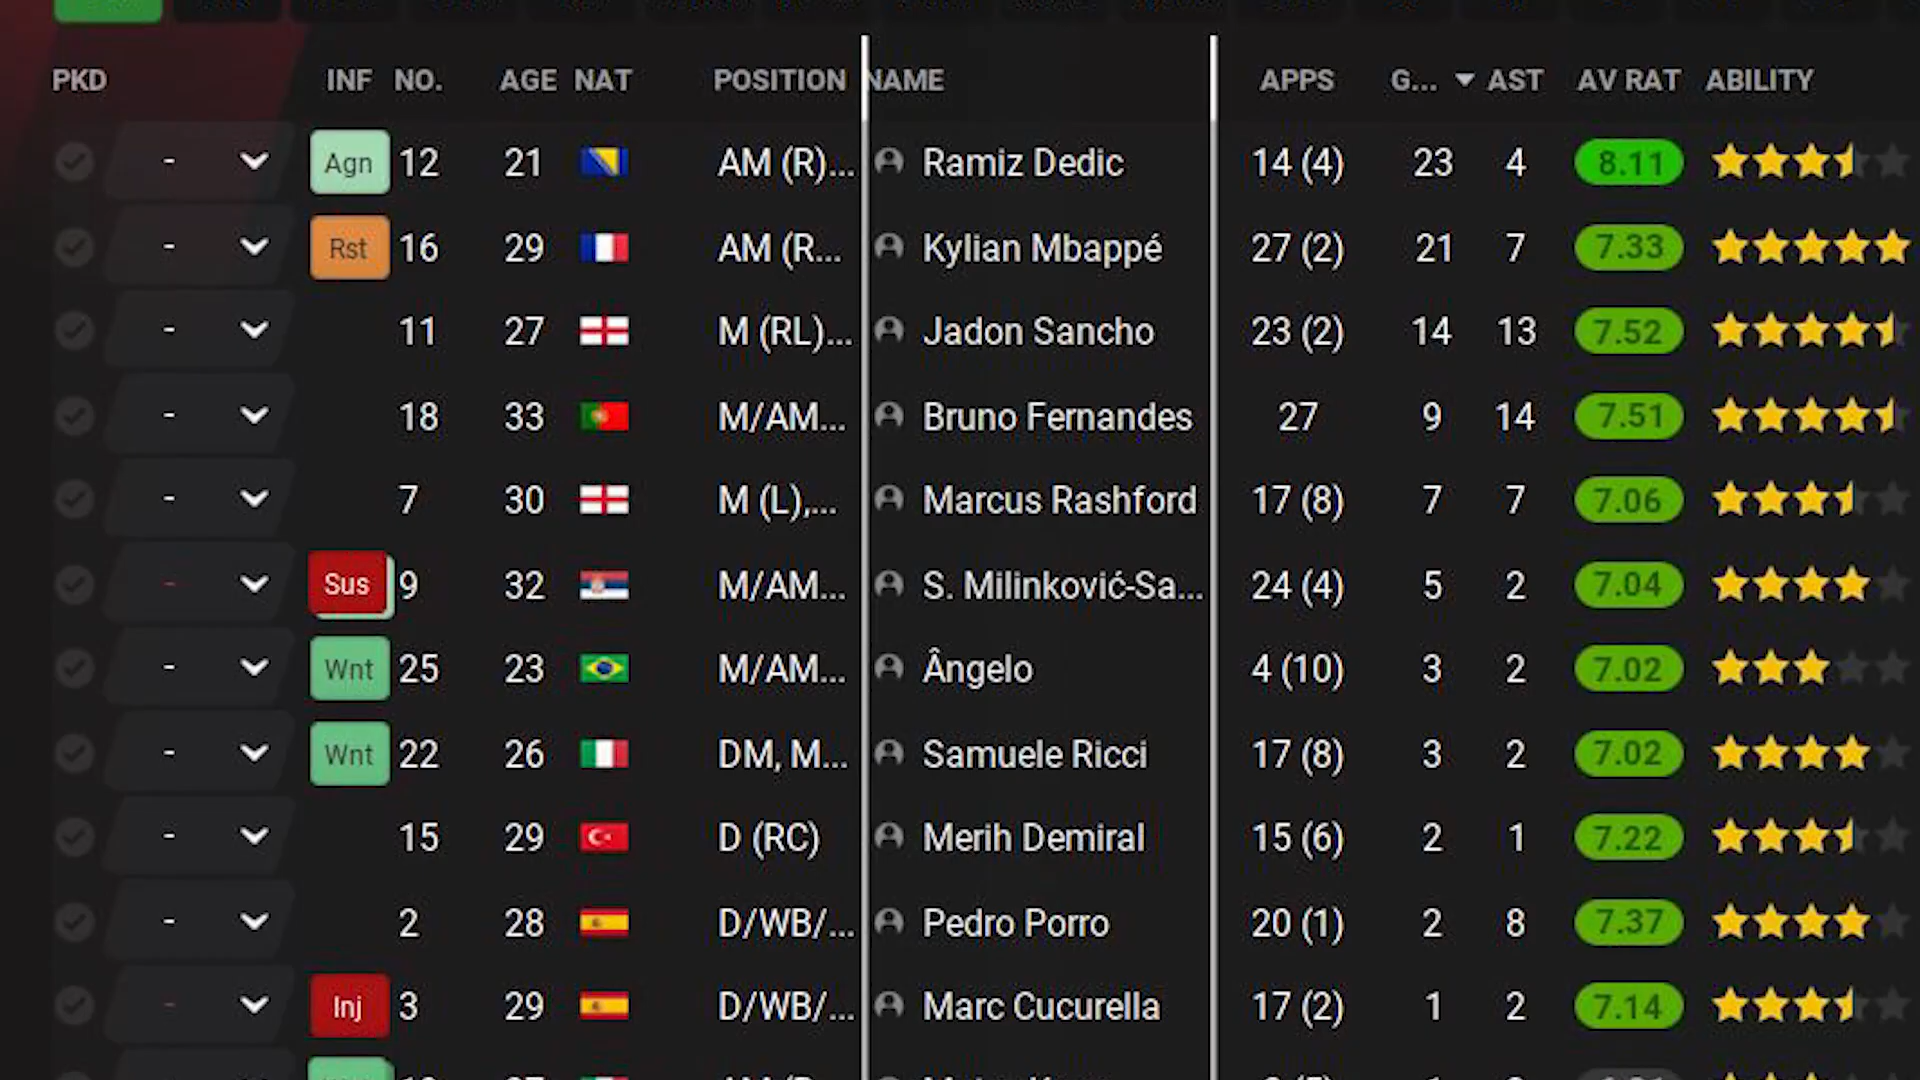 PKD INF NO. AGE NAT POSITION NAME APPS G... AST AV RAT ABILITY
- Agn 12 21 AM (R)... Ramiz Dedic 14 (4) 23 4 8.11
- Rst 16 29 AM (R... Kylian Mbappé 27 (2) 21 7 7.33
- 11 27 M (RL)... Jadon Sancho 23 (2) 14 13 7.52
- 18 33 M/AM... Bruno Fernandes 27 9 14 7.51
- 7 30 M (L),... Marcus Rashford 17 (8) 7 7 7.06
- Sus 9 32 M/AM... S. Milinković-Sa... 24 (4) 5 2 7.04
- Wnt 25 23 M/AM... Ângelo 4 (10) 3 2 7.02
- Wnt 22 26 DM, M... Samuele Ricci 17 (8) 3 2 7.02
- 15 29 D (RC) Merih Demiral 15 (6) 2 1 7.22
- 2 28 D/WB/... Pedro Porro 20 (1) 2 8 7.37
- Inj 3 29 D/WB/... Marc Cucurella 17 (2) 1 2 7.14